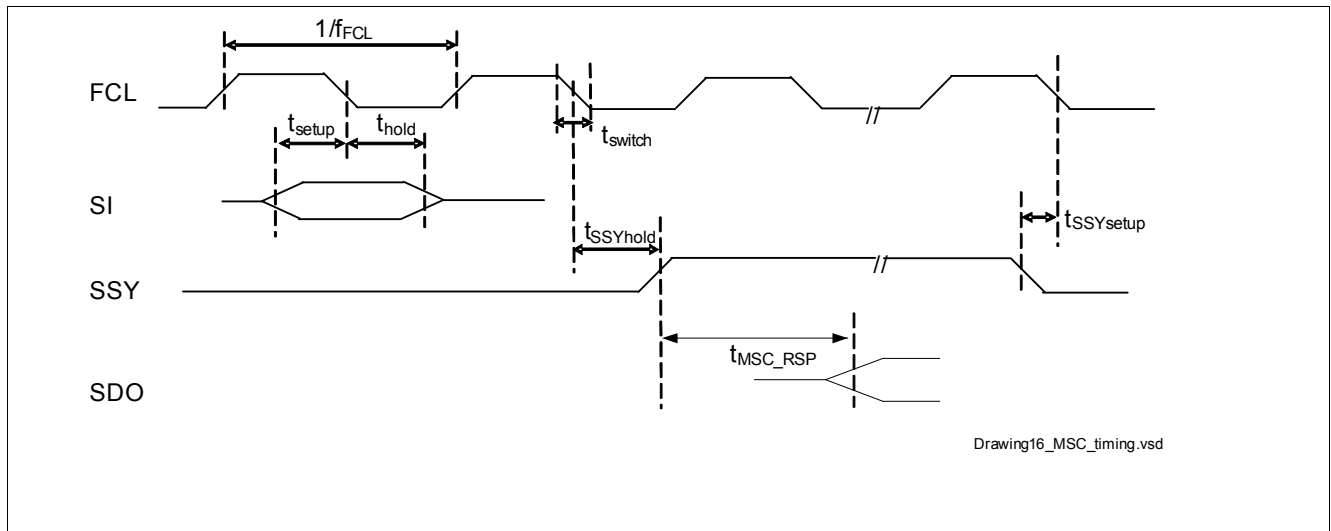 1/fFCL
FCL
tsetup
thold
tswitch
SI
tSSYhold
tSSYsetup
//
//
SSY
tMSC_RSP
SDO
Drawing16_MSC_timing.vsd